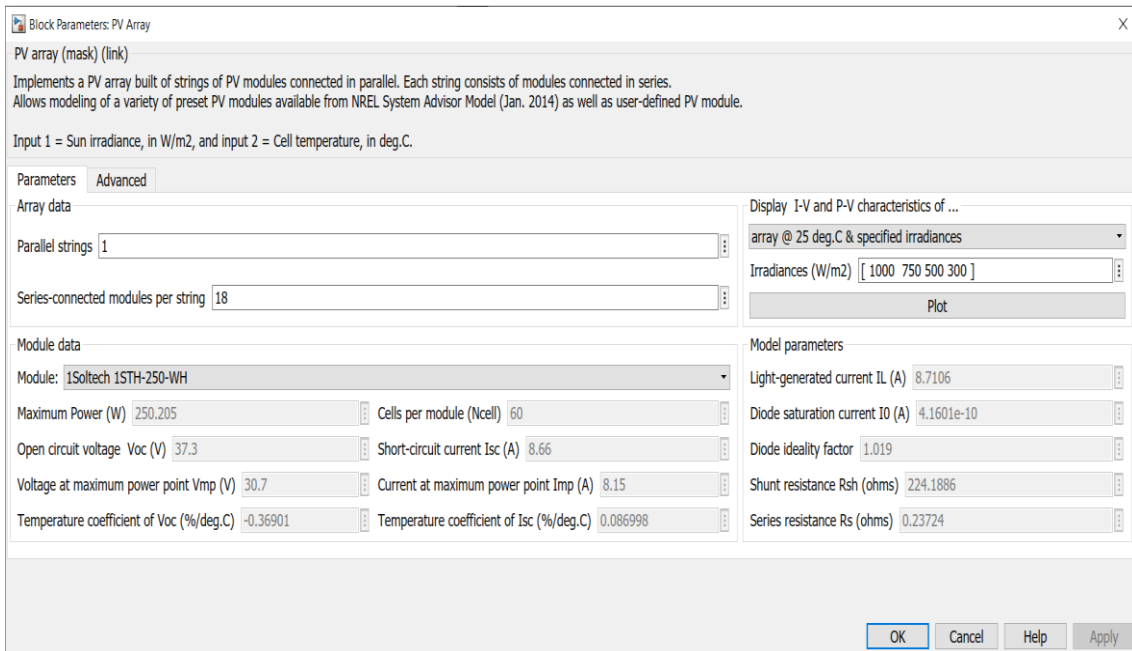 Block Parameters: PV Array
X
PV array (mask) (link)
Implements a PV array built of strings of PV modules connected in parallel. Each string consists of modules connected in series.
Allows modeling of a variety of preset PV modules available from NREL System Advisor Model (Jan. 2014) as well as user-defined PV module.
Input 1 = Sun irradiance, in W/m2, and input 2 = Cell temperature, in deg.C.
Parameters Advanced
Array data
Parallel strings 1
Series-connected modules per string 18
Display I-V and P-V characteristics of ...
array @ 25 deg.C & specified irradiances
Irradiances (W/m2) [ 1000 750 500 300 ]
Plot
Module data
Module: 1Soltech 1STH-250-WH
Maximum Power (W) 250.205 Cells per module (Ncell) 60
Open circuit voltage Voc (V) 37.3 Short-circuit current Isc (A) 8.66
Voltage at maximum power point Vmp (V) 30.7 Current at maximum power point Imp (A) 8.15
Temperature coefficient of Voc (%/deg.C) -0.36901 Temperature coefficient of Isc (%/deg.C) 0.086998
Model parameters
Light-generated current IL (A) 8.7106
Diode saturation current I0 (A) 4.1601e-10
Diode ideality factor 1.019
Shunt resistance Rsh (ohms) 224.1886
Series resistance Rs (ohms) 0.23724
OK Cancel Help Apply